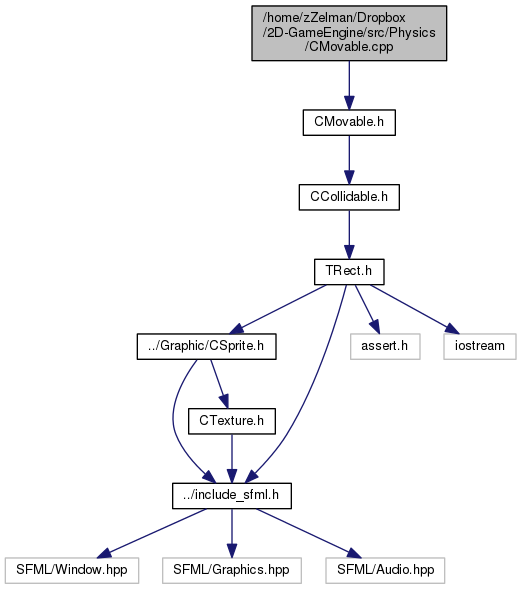 /home/zZelman/Dropbox
/2D-GameEngine/src/Physics
/CMovable.cpp
CMovable.h
CCollidable.h
TRect.h
../Graphic/CSprite.h
assert.h
iostream
CTexture.h
../include_sfml.h
SFML/Window.hpp
SFML/Graphics.hpp
SFML/Audio.hpp